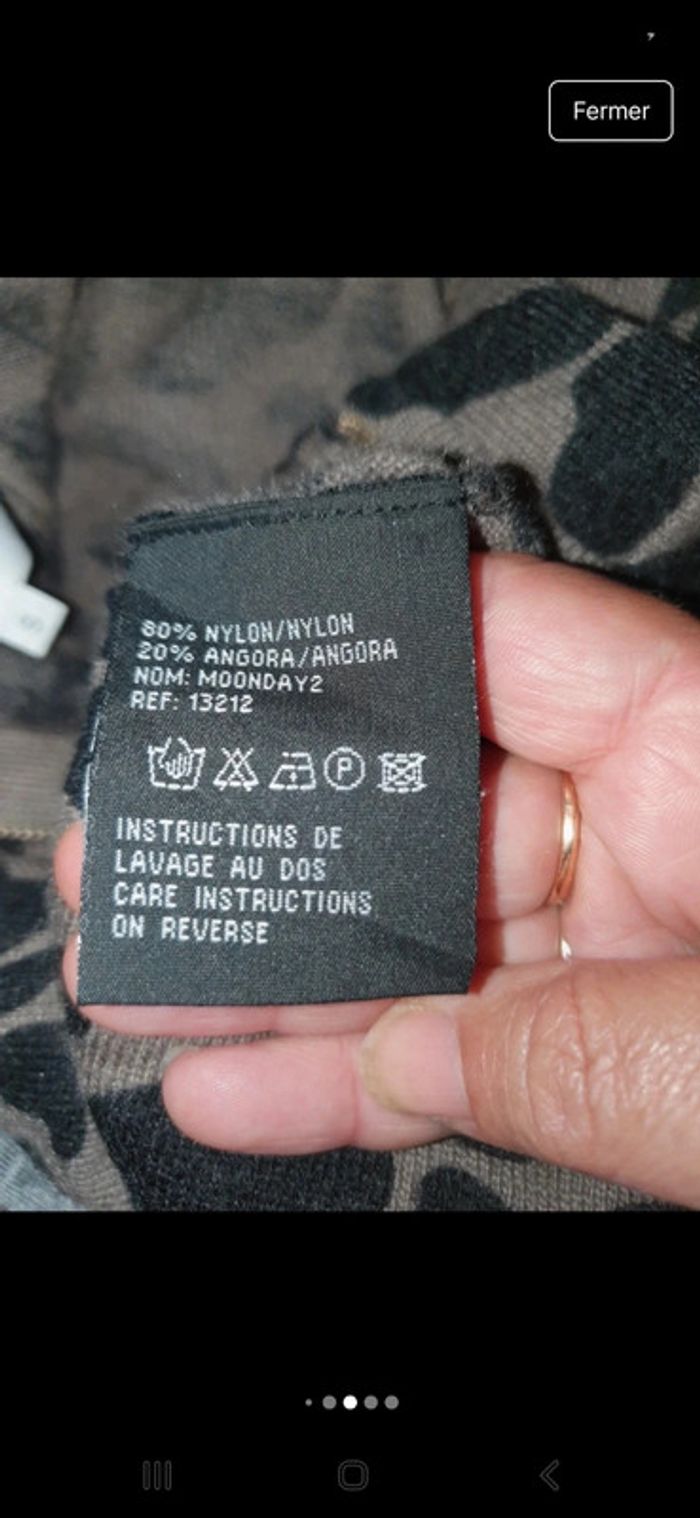 Fermer
80% NYLON/NYLON
20% ANGORA/ANGORA
NOM: MOONDAY2
REF: 13212
P
INSTRUCTIONS DE
LAVAGE AU DOS
CARE INSTRUCTIONS
ON REVERSE